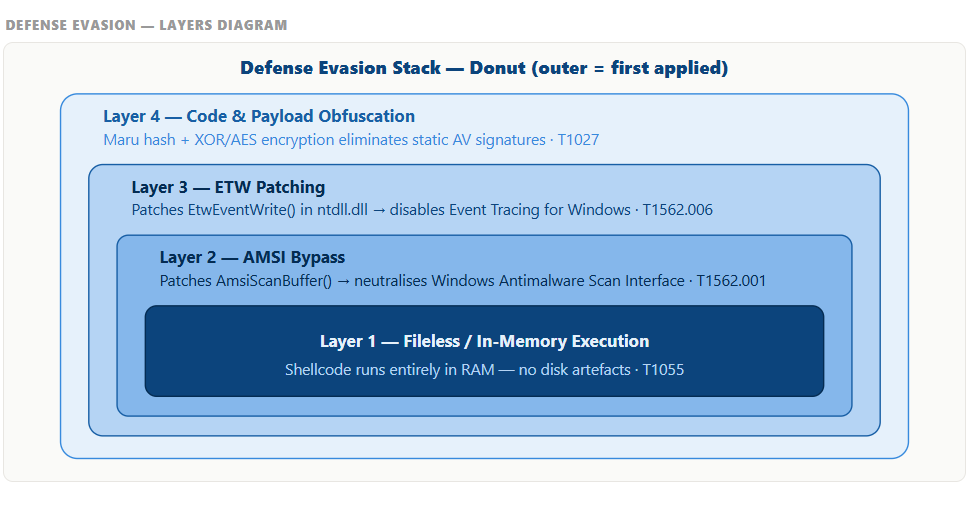 DEFENSE EVASION — LAYERS DIAGRAM
Defense Evasion Stack — Donut (outer = first applied)
Layer 4 — Code & Payload Obfuscation
Maru hash + XOR/AES encryption eliminates static AV signatures · T1027
Layer 3 — ETW Patching
Patches EtwEventWrite() in ntdll.dll → disables Event Tracing for Windows · T1562.006
Layer 2 — AMSI Bypass
Patches AmsiScanBuffer() → neutralises Windows Antimalware Scan Interface · T1562.001
Layer 1 — Fileless / In-Memory Execution
Shellcode runs entirely in RAM — no disk artefacts · T1055